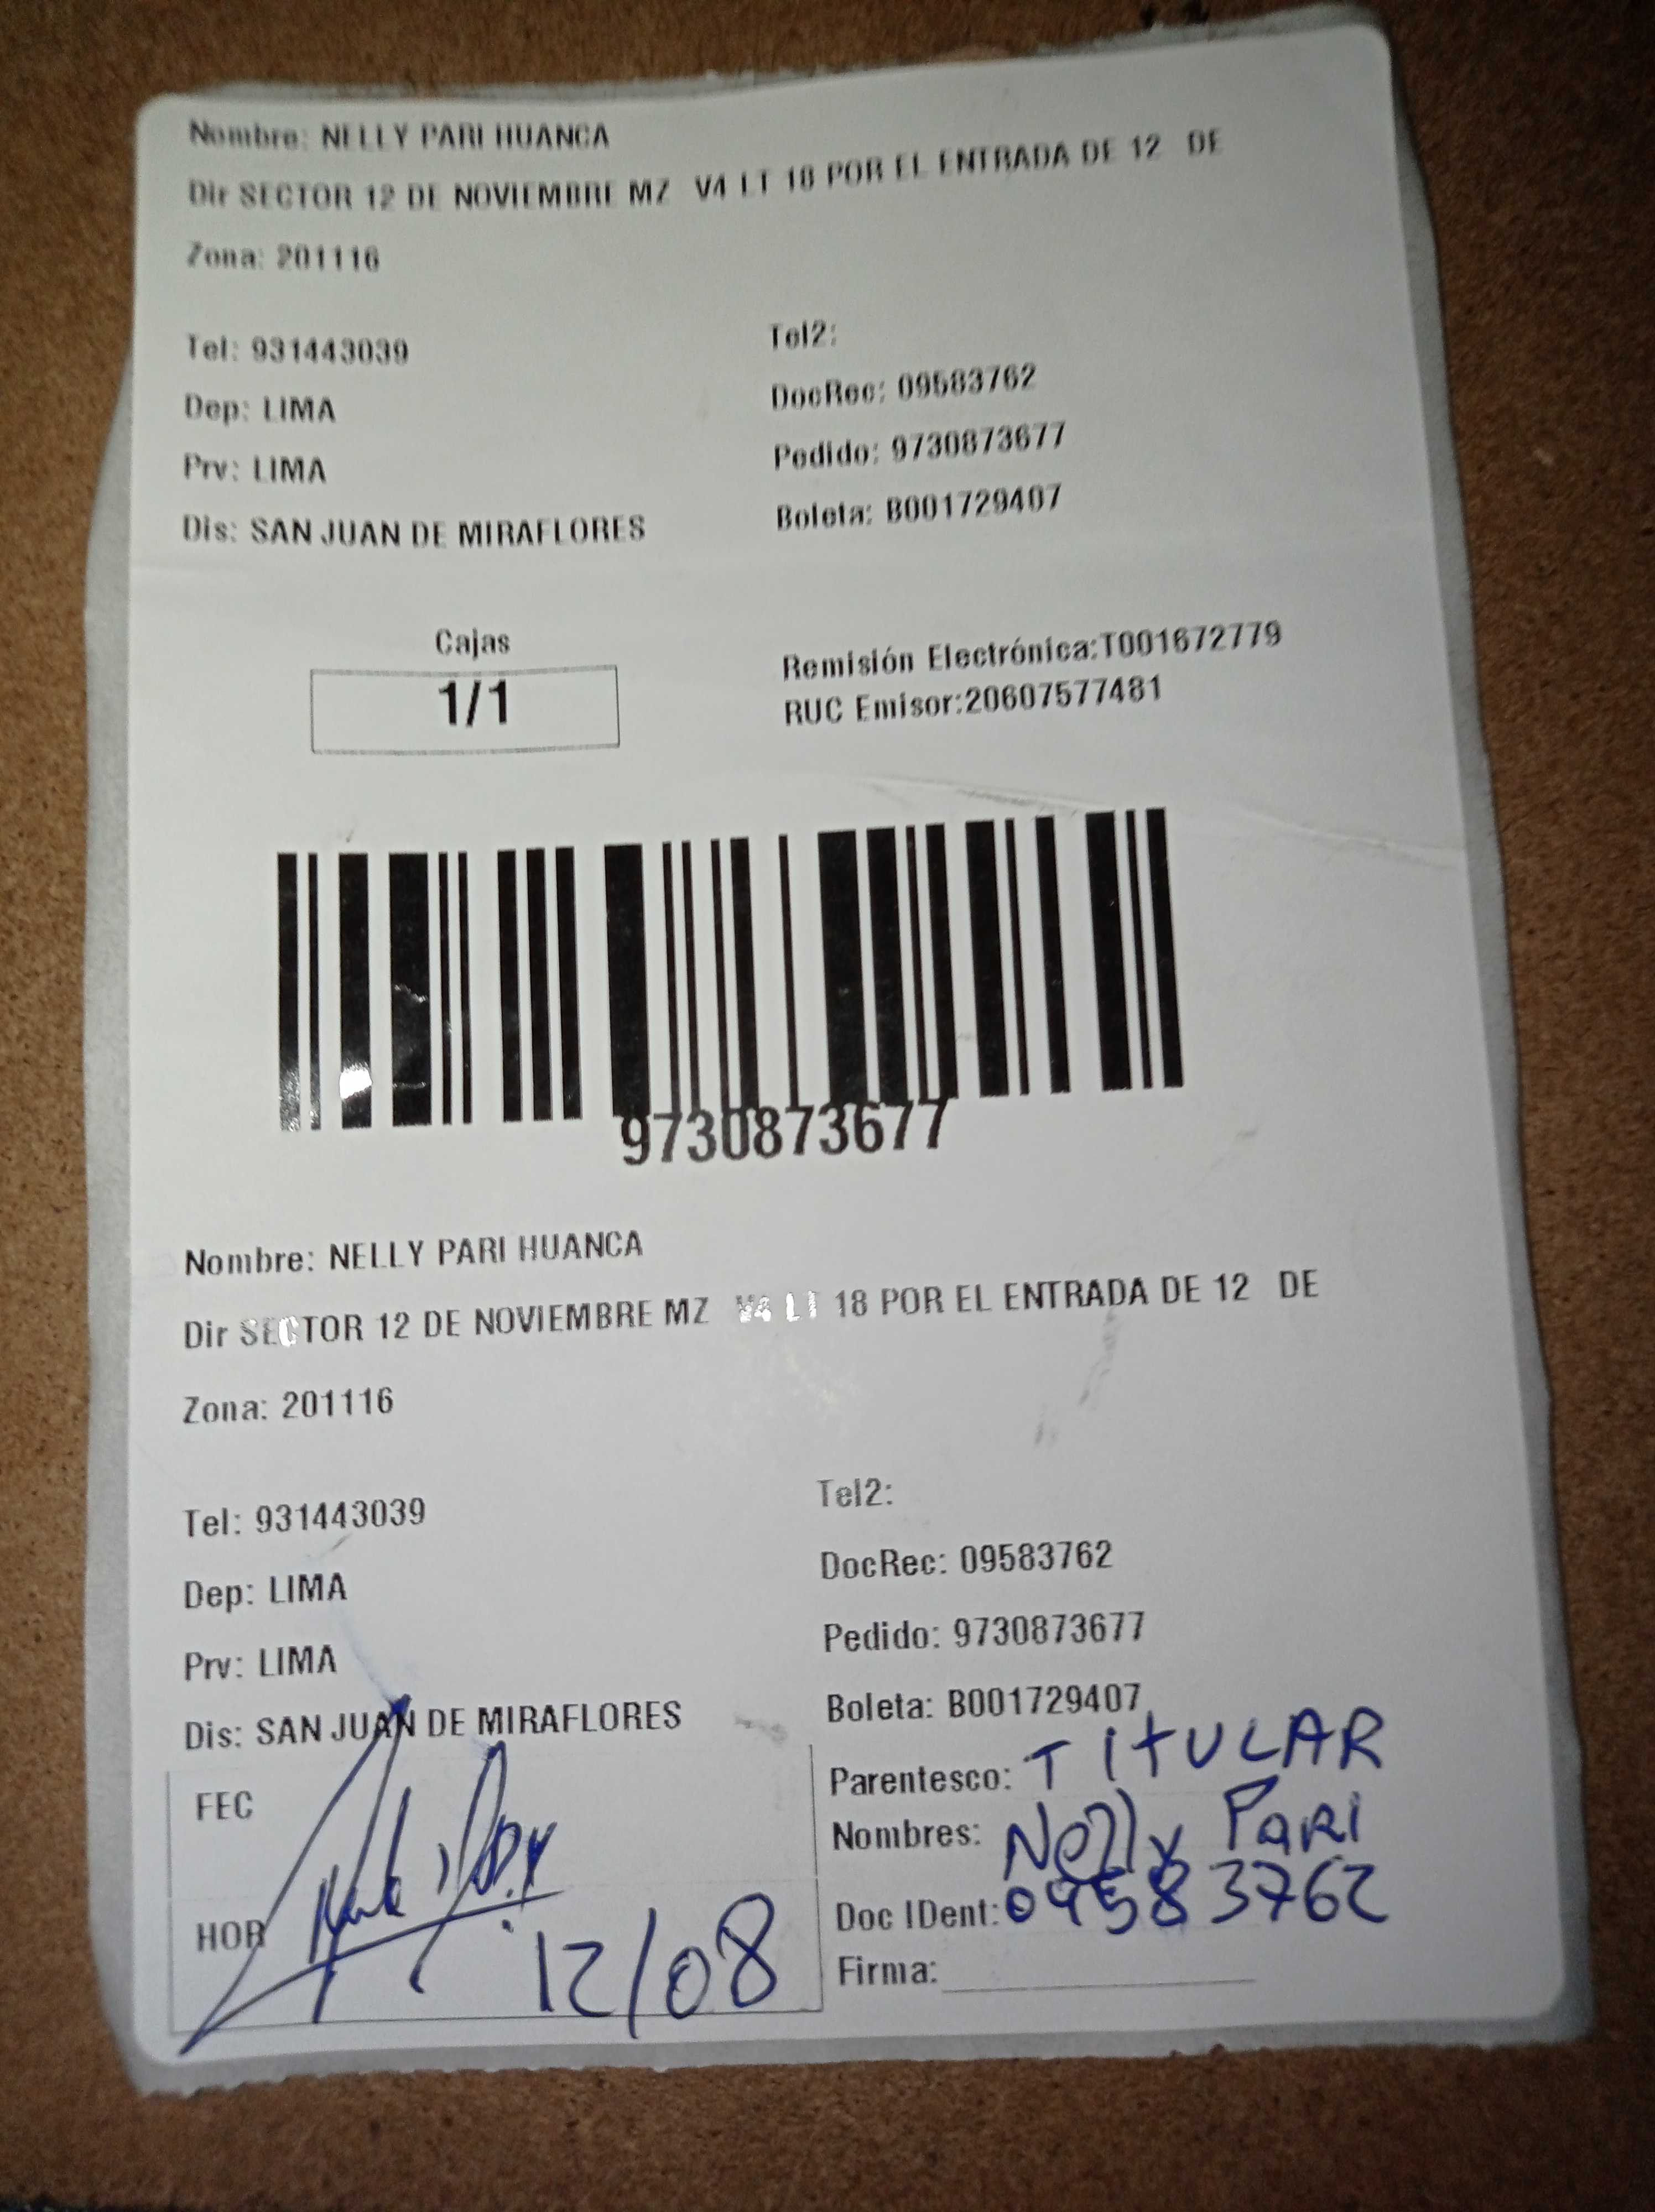 Nombre: NELLY PARI HUANCA
Dir SECTOR 12 DE NOVIEMBRE MZ V4 LT 18 POR EL ENTRADA DE 12 DE
Zona: 201116
Tel: 931443039
Tel2:
Dep: LIMA
DocRec: 09583762
Prv: LIMA
Pedido: 9730873677
Dis: SAN JUAN DE MIRAFLORES
Boleta: B001729407
Cajas
1/1
Remisión Electrónica:T001672779
RUC Emisor:20607577481
9730873677
Nombre: NELLY PARI HUANCA
Dir SECTOR 12 DE NOVIEMBRE MZ V4 LT 18 POR EL ENTRADA DE 12 DE
Zona: 201116
Tel: 931443039
Tel2:
Dep: LIMA
DocRec: 09583762
Prv: LIMA
Pedido: 9730873677
Dis: SAN JUAN DE MIRAFLORES
Boleta: B001729407
FEC
HOR
12/08
Parentesco: TITULAR
Nombres: Nelly Pari
Doc IDent: 09583762
Firma: